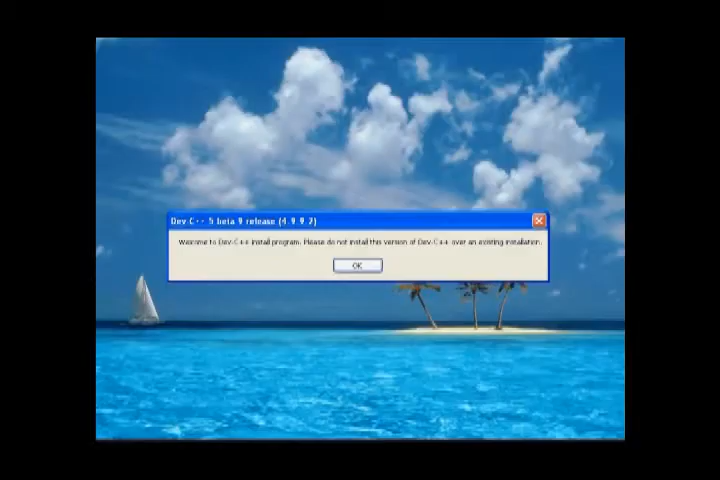 Dev-C++ 5 beta 9 release (4.9.9.2)
Welcome to Dev-C++ install program. Please do not install this version of Dev-C++ over an existing installation.
OK